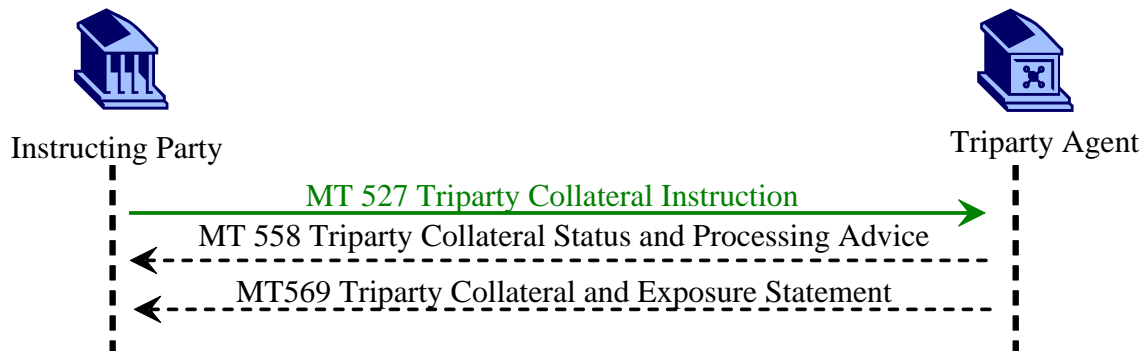 Instructing Party
Triparty Agent
MT 527 Triparty Collateral Instruction
MT 558 Triparty Collateral Status and Processing Advice
MT569 Triparty Collateral and Exposure Statement